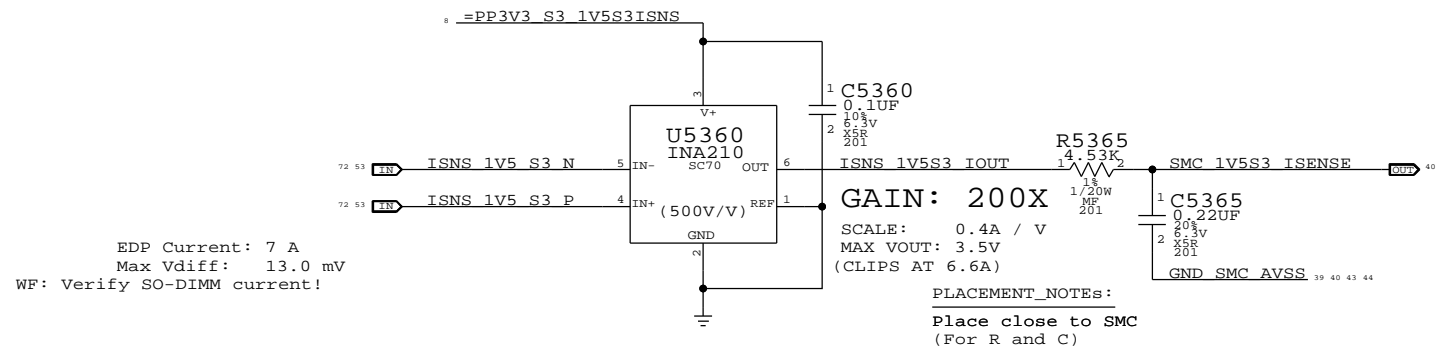 8 =PP3V3_S3_1V5S3ISNS
1 C5360
0.1UF
10%
6.3V
2 X5R
201
3
V+
U5360
INA210
SC70
72 53 IN ISNS_1V5_S3_N 5 IN-
OUT 6 ISNS_1V5S3_IOUT
R5365
4.53K
1 2
1%
1/20W
MF
201
SMC_1V5S3_ISENSE OUT 40
72 53 IN ISNS_1V5_S3_P 4 IN+
(500V/V) REF 1
GND
2
GAIN: 200X
SCALE: 0.4A / V
MAX VOUT: 3.5V
(CLIPS AT 6.6A)
1 C5365
0.22UF
20%
6.3V
2 X5R
201
GND_SMC_AVSS 39 40 43 44
EDP Current: 7 A
Max Vdiff: 13.0 mV
WF: Verify SO-DIMM current!
PLACEMENT_NOTEs:
Place close to SMC
(For R and C)